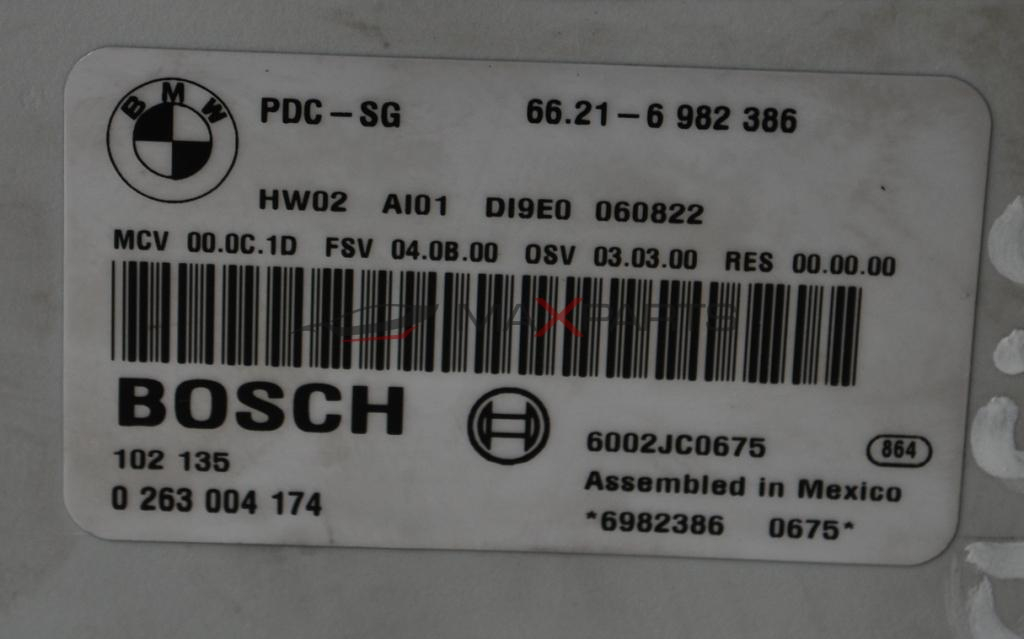 BMW
PDC-SG 66.21-6 982 386
HW02 AI01 DI9E0 060822
MCV 00.0C.1D FSV 04.0B.00 OSV 03.03.00 RES 00.00.00
MAXPARTS
BOSCH
102 135
0 263 004 174
6002JC0675 864
Assembled in Mexico
*6982386 0675*